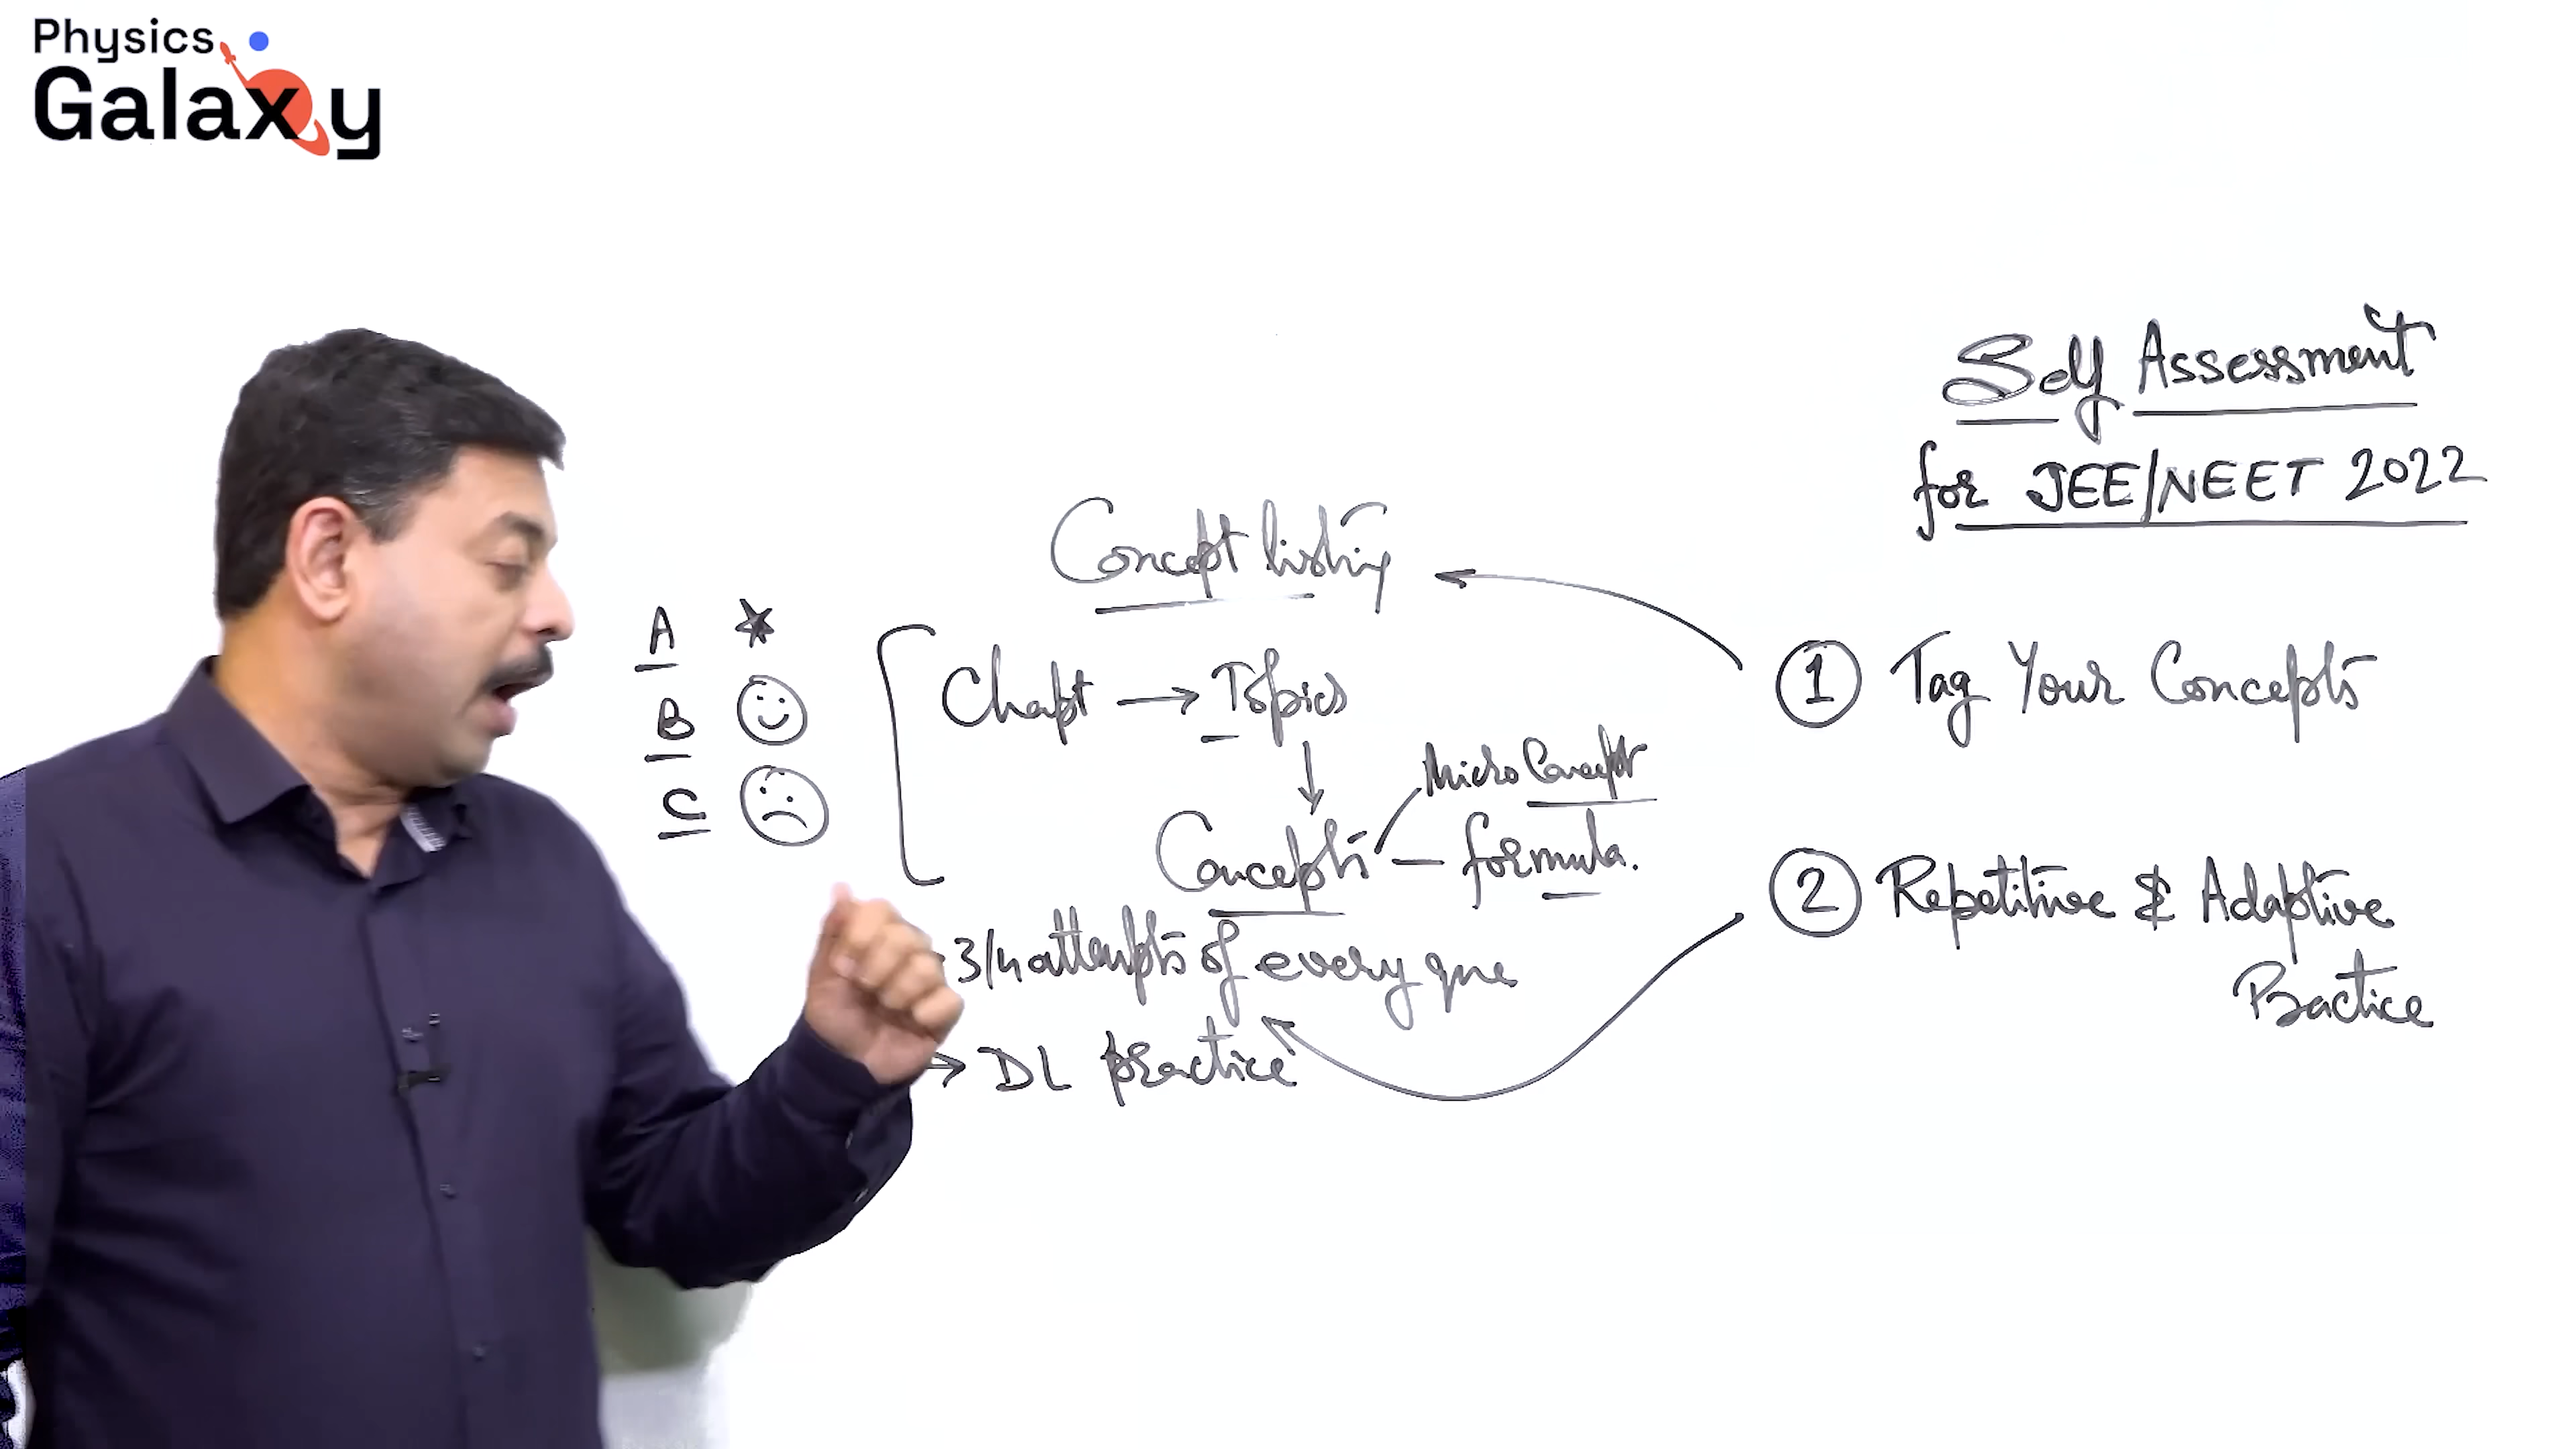 Physics
Galaxy
Self Assessment
for JEE/NEET 2022
Concept listing
A
B
C
Chapt → Topics
Micro Concept
Concepts — formula.
3/4 attempts of every que
→ DL practice
① Tag Your Concepts
② Repetitive & Adaptive
Practice